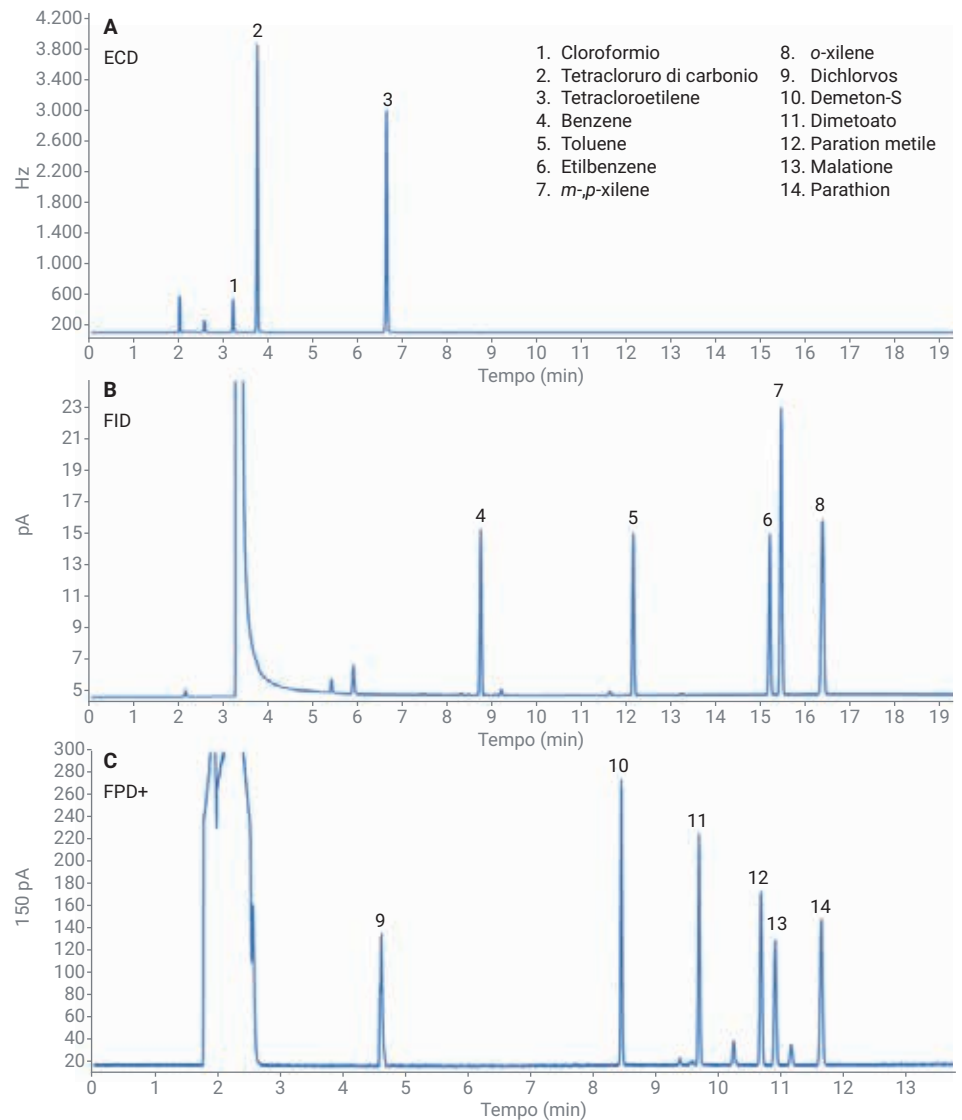 A
ECD
4.200
3.800
3.400
3.000
2.600
2.200
1.800
1.400
1.000
600
200
Hz
1
2
3
1. Cloroformio
2. Tetracloruro di carbonio
3. Tetracloroetilene
4. Benzene
5. Toluene
6. Etilbenzene
7. m-,p-xilene
8. o-xilene
9. Dichlorvos
10. Demeton-S
11. Dimetoato
12. Paration metile
13. Malatione
14. Parathion
0 1 2 3 4 5 6 7 8 9 10 11 12 13 14 15 16 17 18 19
Tempo (min)
B
FID
23
21
19
17
15
13
11
9
7
5
pA
4
5
6
7
8
0 1 2 3 4 5 6 7 8 9 10 11 12 13 14 15 16 17 18 19
Tempo (min)
C
FPD+
300
280
260
240
220
200
180
160
140
120
100
80
60
40
20
150 pA
9
10
11
12
13
14
0 1 2 3 4 5 6 7 8 9 10 11 12 13
Tempo (min)